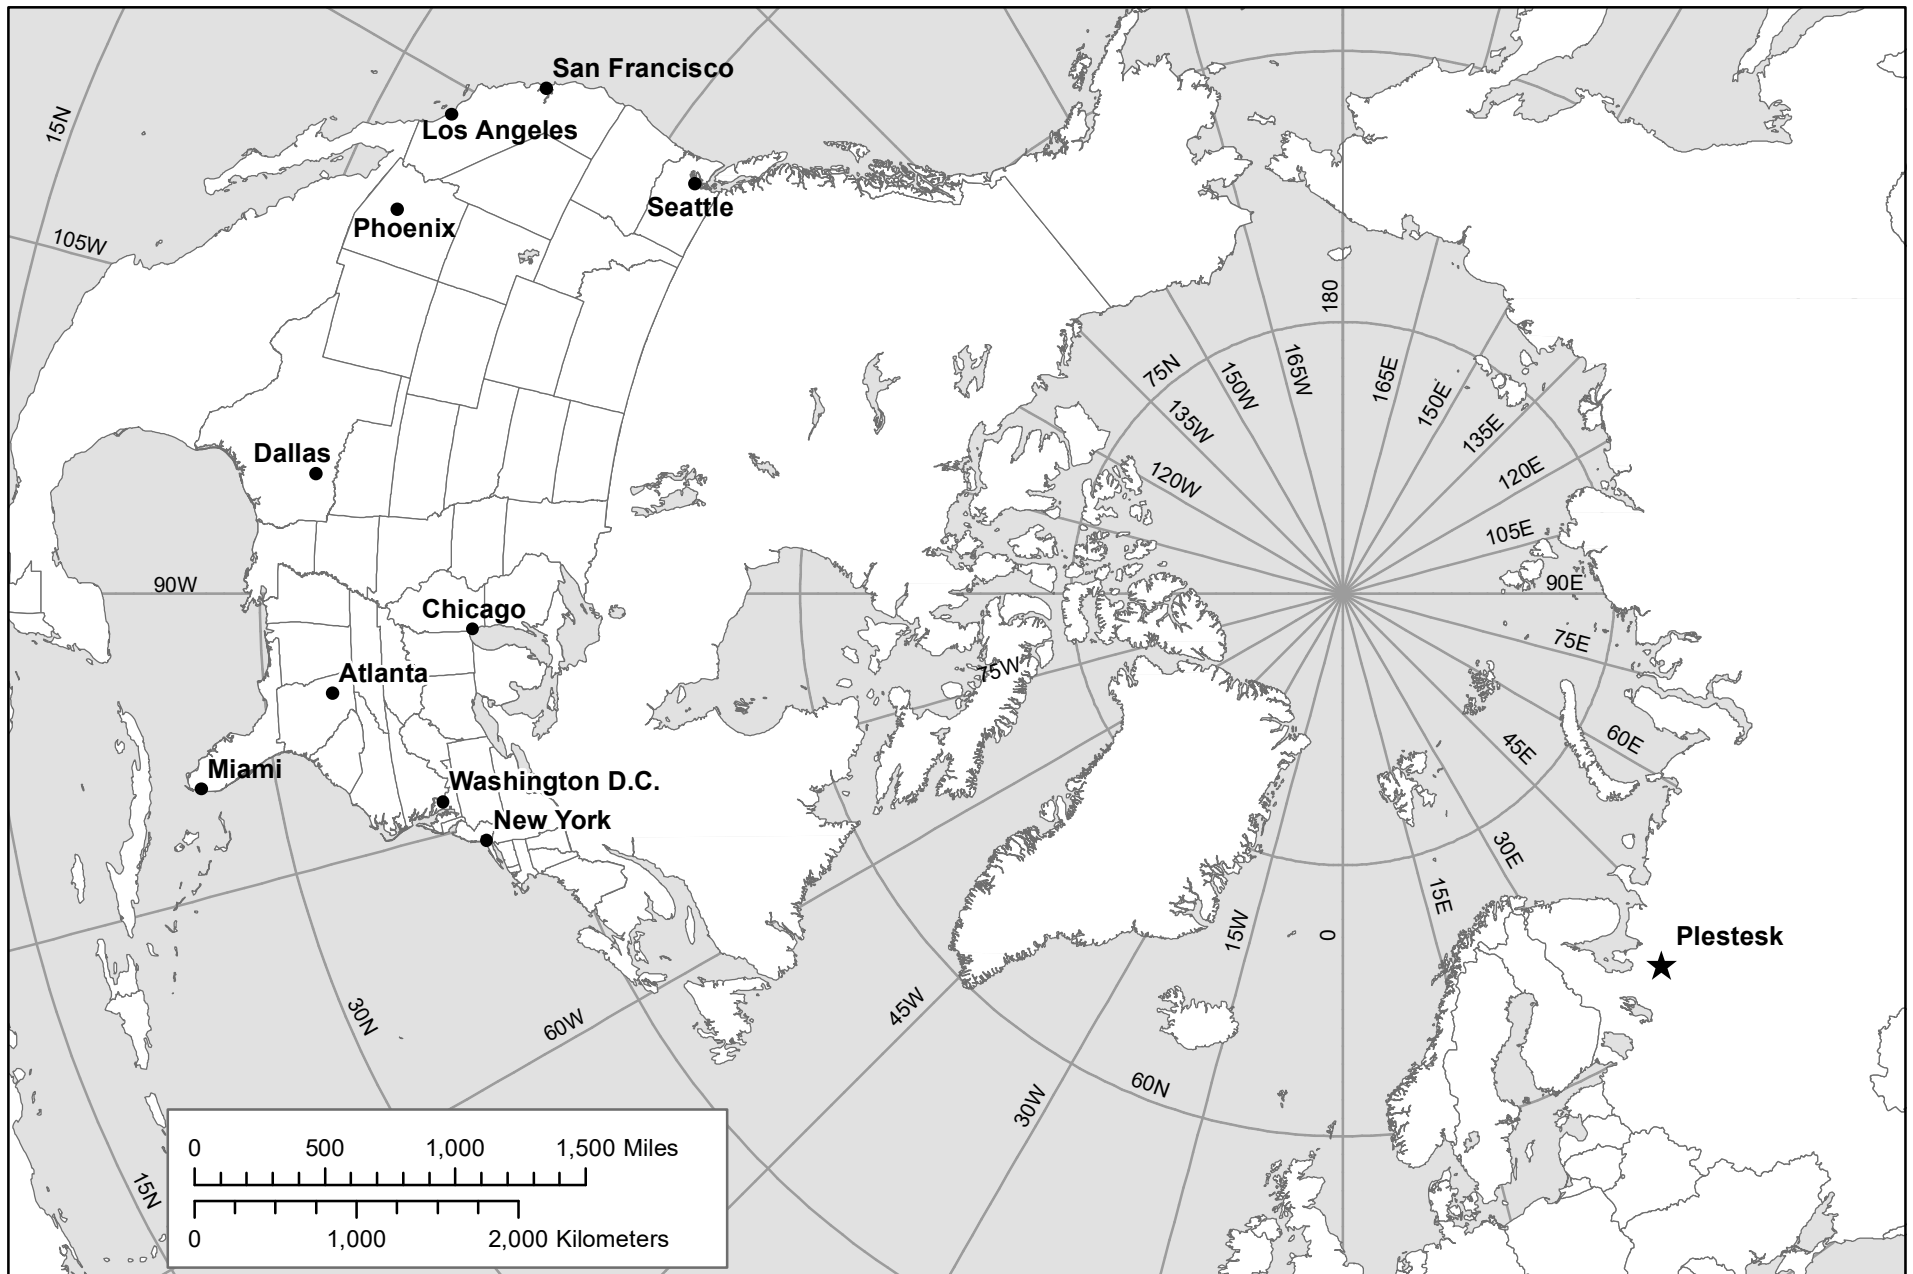 San Francisco
Los Angeles
15N
Seattle
Phoenix
105W
180
75N
150W
165W
165E
150E
135W
135E
120W
120E
Dallas
105E
90W
90E
Chicago
75E
75W
Atlanta
60E
45E
Miami
Washington D.C.
New York
30E
15E
15W
0
Plestesk
45W
30N
60W
60N
30W
15N
0 500 1,000 1,500 Miles
0 1,000 2,000 Kilometers